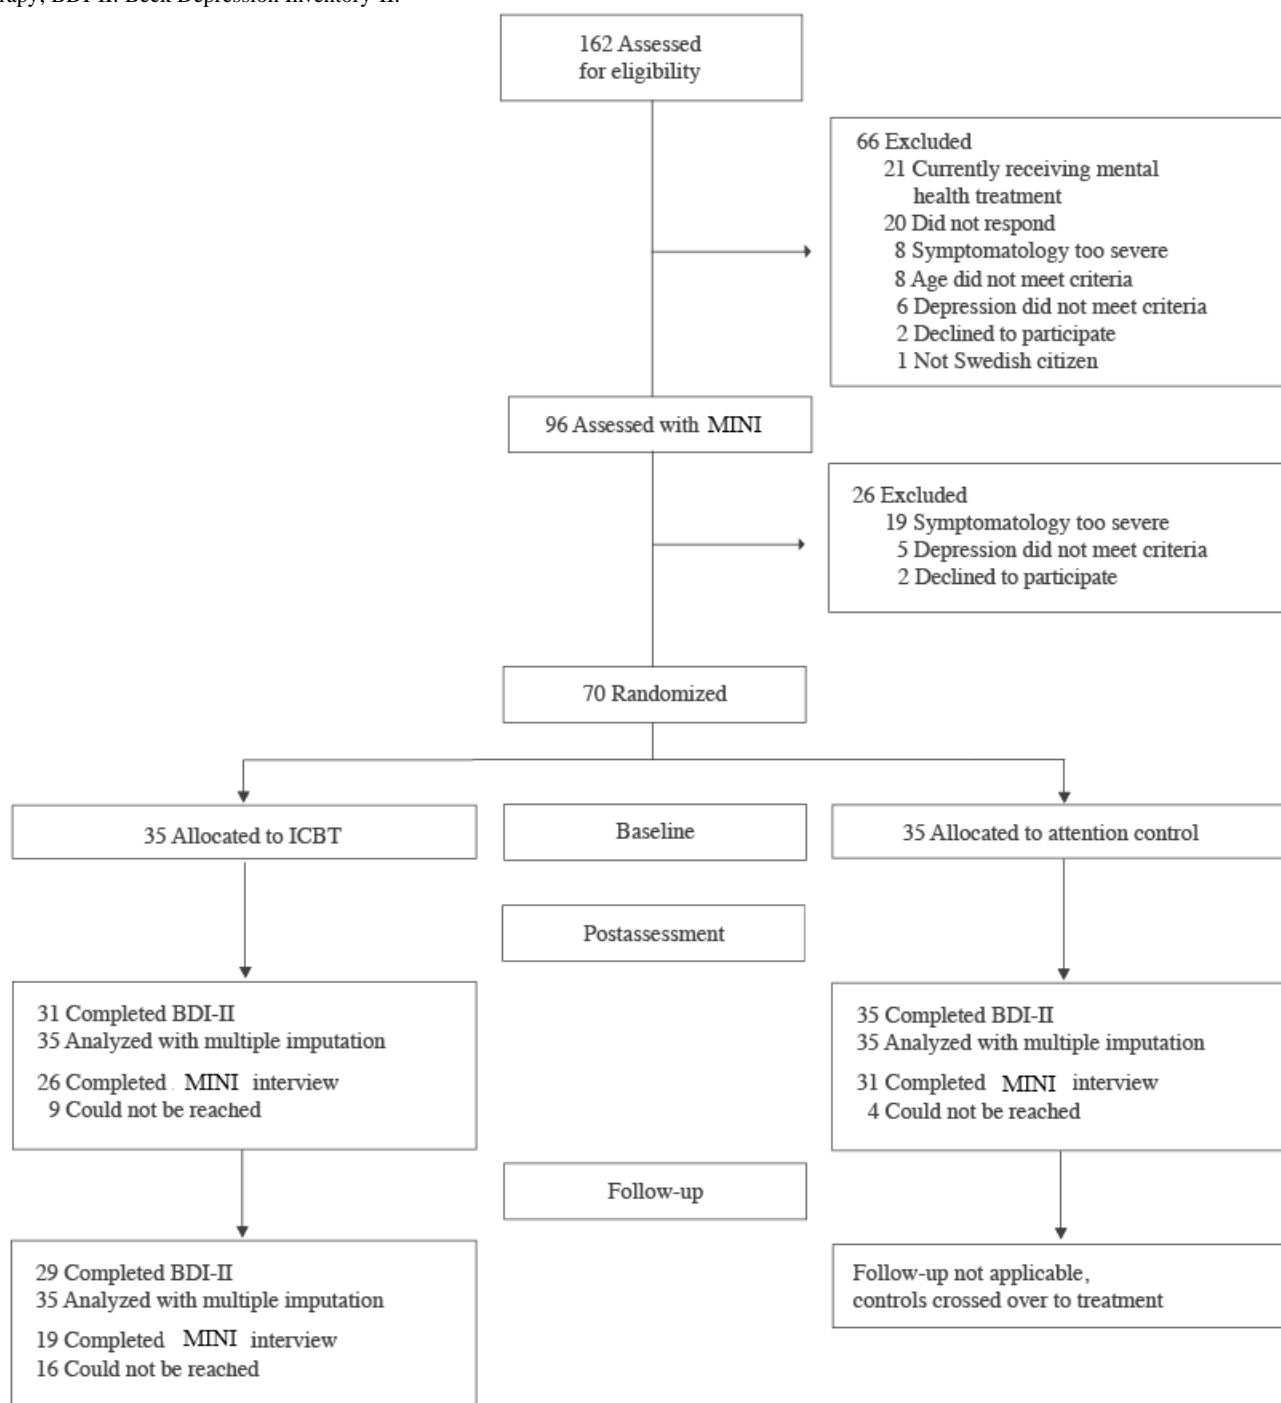 162 Assessed
for eligibility
66 Excluded
21 Currently receiving mental
health treatment
20 Did not respond
8 Symptomatology too severe
8 Age did not meet criteria
6 Depression did not meet criteria
2 Declined to participate
1 Not Swedish citizen
96 Assessed with MINI
26 Excluded
19 Symptomatology too severe
5 Depression did not meet criteria
2 Declined to participate
70 Randomized
35 Allocated to ICBT
Baseline
35 Allocated to attention control
Postassessment
31 Completed BDI-II
35 Analyzed with multiple imputation
26 Completed MINI interview
9 Could not be reached
35 Completed BDI-II
35 Analyzed with multiple imputation
31 Completed MINI interview
4 Could not be reached
Follow-up
29 Completed BDI-II
35 Analyzed with multiple imputation
19 Completed MINI interview
16 Could not be reached
Follow-up not applicable,
controls crossed over to treatment